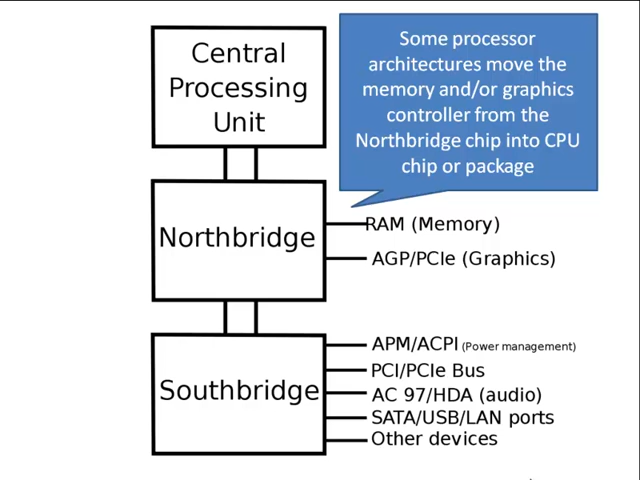 Central
Processing
Unit
Some processor
architectures move the
memory and/or graphics
controller from the
Northbridge chip into CPU
chip or package
Northbridge
RAM (Memory)
AGP/PCIe (Graphics)
Southbridge
APM/ACPI (Power management)
PCI/PCIe Bus
AC 97/HDA (audio)
SATA/USB/LAN ports
Other devices